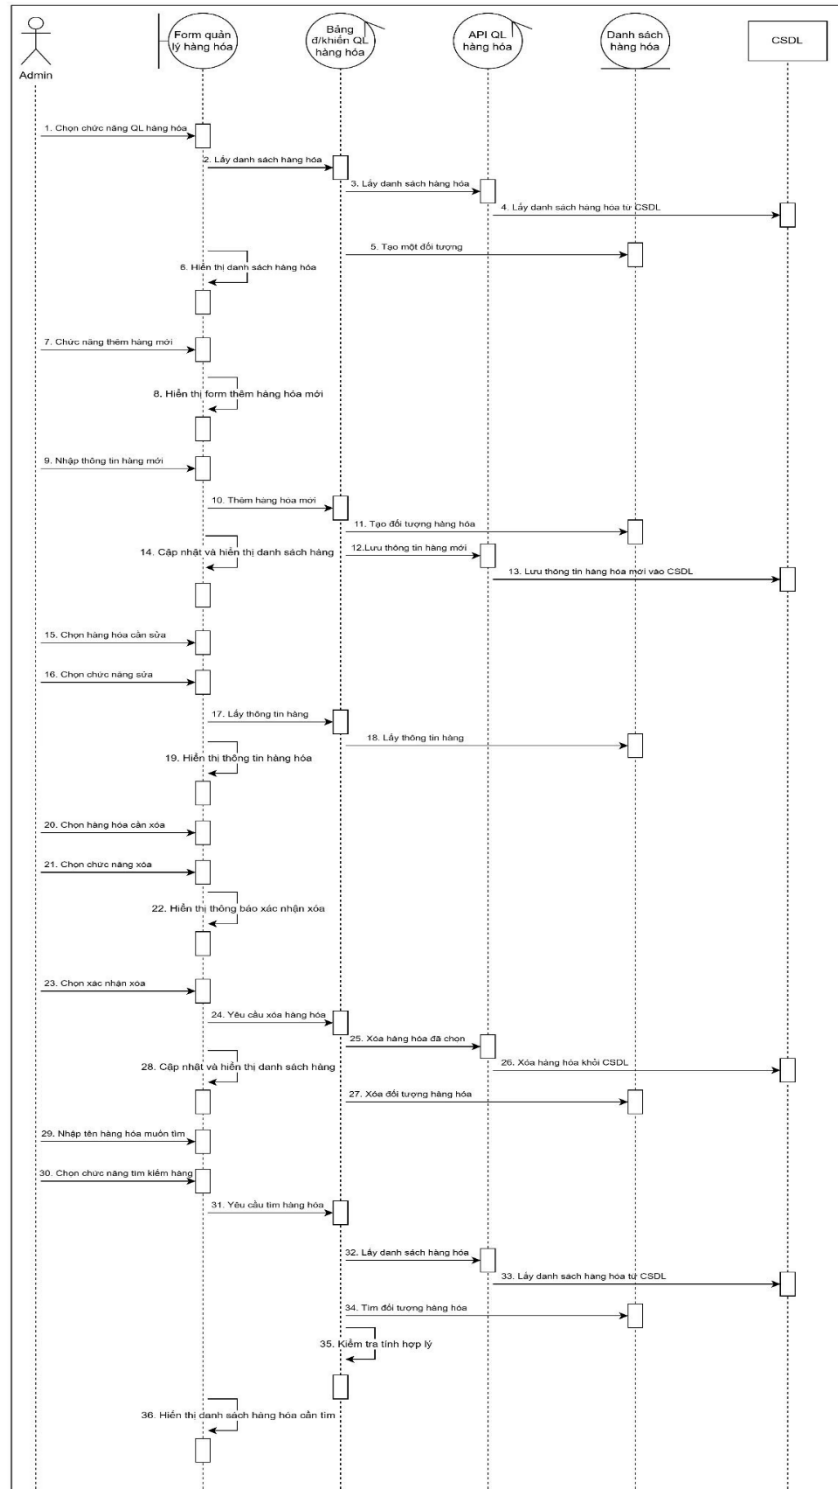 Admin
Form quản
lý hàng hóa
Bảng
đ/khiển QL
hàng hóa
API QL
hàng hóa
Danh sách
hàng hóa
CSDL
1. Chọn chức năng QL hàng hóa
2. Lấy danh sách hàng hóa
3. Lấy danh sách hàng hóa
4. Lấy danh sách hàng hóa từ CSDL
5. Tạo một đối tượng
6. Hiển thị danh sách hàng hóa
7. Chức năng thêm hàng mới
8. Hiển thị form thêm hàng hóa mới
9. Nhập thông tin hàng mới
10. Thêm hàng hóa mới
11. Tạo đối tượng hàng hóa
12.Lưu thông tin hàng mới
13. Lưu thông tin hàng hóa mới vào CSDL
14. Cập nhật và hiển thị danh sách hàng
15. Chọn hàng hóa cần sửa
16. Chọn chức năng sửa
17. Lấy thông tin hàng
18. Lấy thông tin hàng
19. Hiển thị thông tin hàng hóa
20. Chọn hàng hóa cần xóa
21. Chọn chức năng xóa
22. Hiển thị thông báo xác nhận xóa
23. Chọn xác nhận xóa
24. Yêu cầu xóa hàng hóa
25. Xóa hàng hóa đã chọn
26. Xóa hàng hóa khỏi CSDL
27. Xóa đối tượng hàng hóa
28. Cập nhật và hiển thị danh sách hàng
29. Nhập tên hàng hóa muốn tìm
30. Chọn chức năng tìm kiếm hàng
31. Yêu cầu tìm hàng hóa
32. Lấy danh sách hàng hóa
33. Lấy danh sách hàng hóa từ CSDL
34. Tìm đối tượng hàng hóa
35. Kiểm tra tính hợp lý
36. Hiển thị danh sách hàng hóa cần tìm